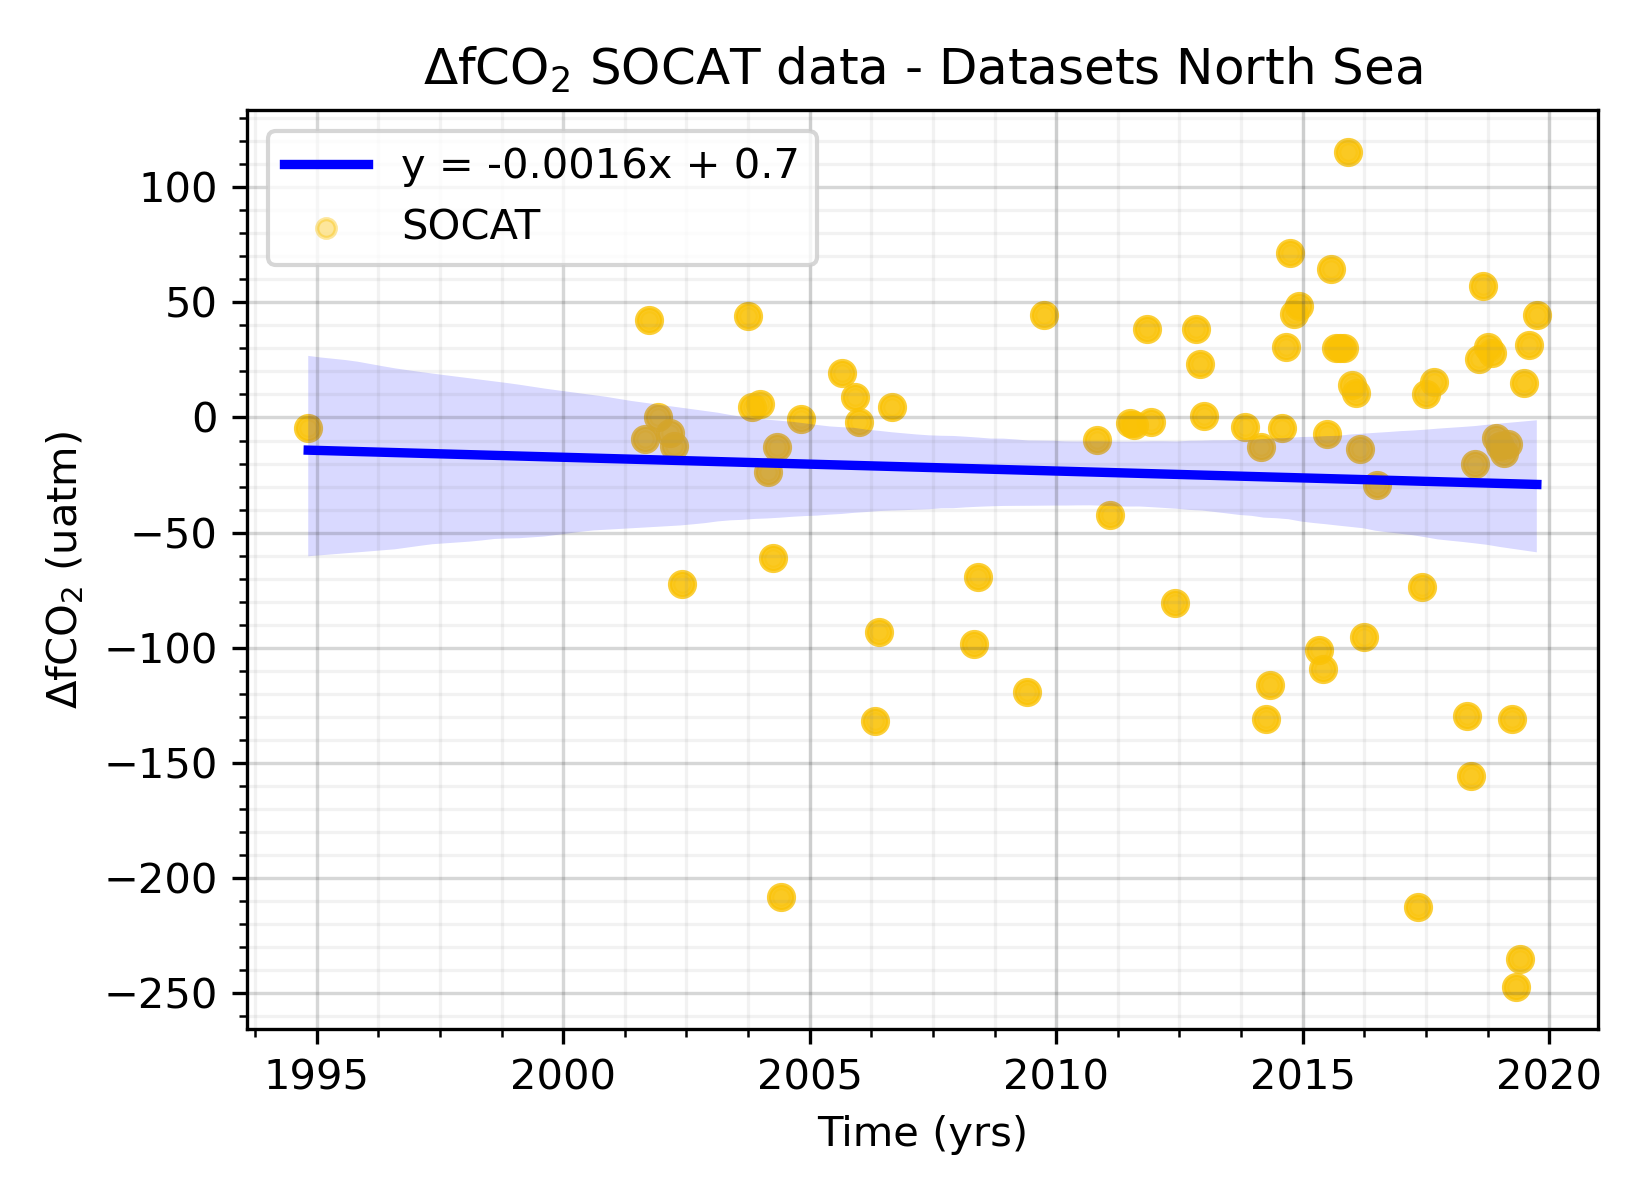 ΔfCO₂ SOCAT data - Datasets North Sea
y = -0.0016x + 0.7
SOCAT
100
50
0
−50
−100
−150
−200
−250
ΔfCO₂ (uatm)
1995 2000 2005 2010 2015 2020
Time (yrs)